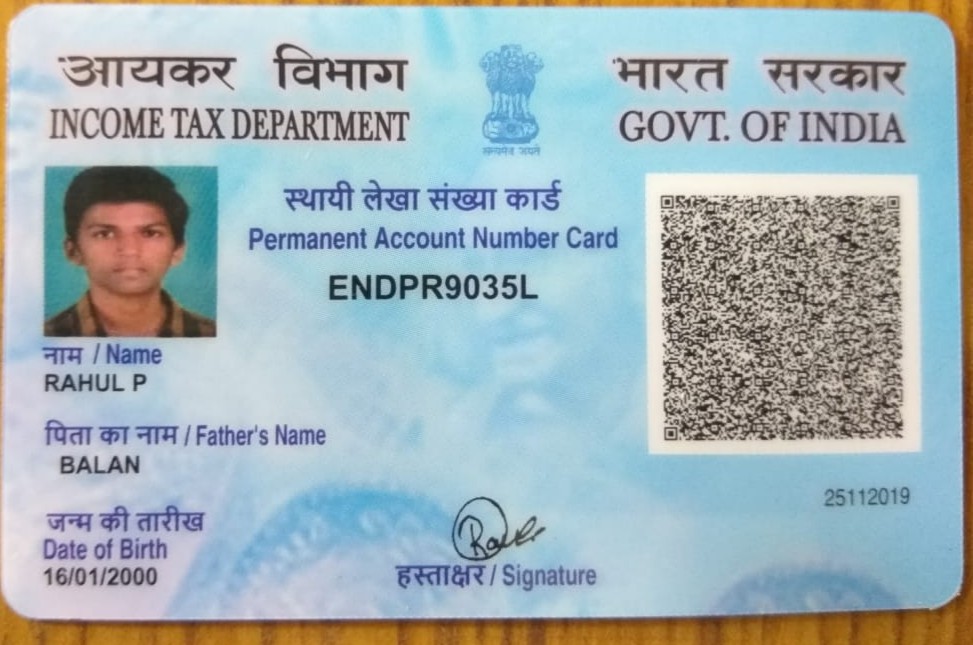 आयकर विभाग
INCOME TAX DEPARTMENT
सत्यमेव जयते
भारत सरकार
GOVT. OF INDIA
स्थायी लेखा संख्या कार्ड
Permanent Account Number Card
ENDPR9035L
नाम / Name
RAHUL P
पिता का नाम / Father's Name
BALAN
जन्म की तारीख
Date of Birth
16/01/2000
हस्ताक्षर / Signature
25112019